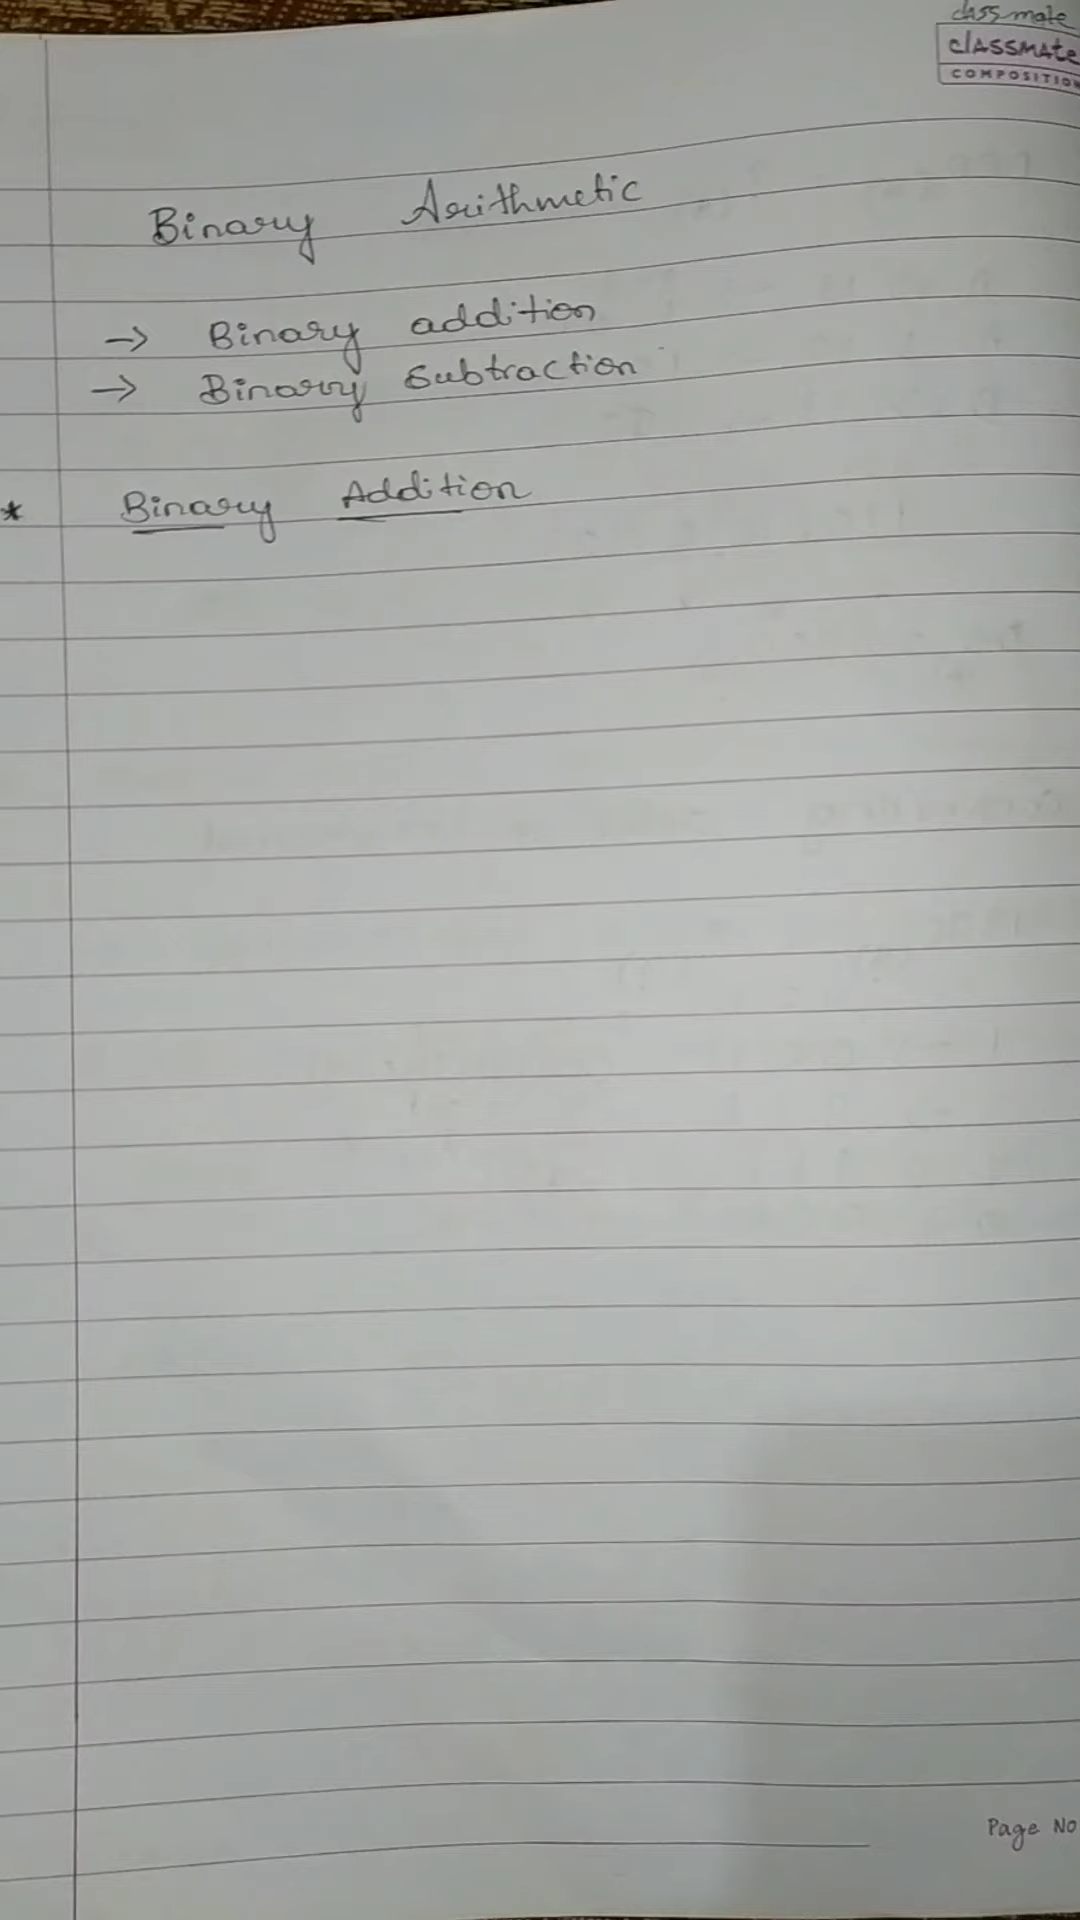 classmate
classmate
COMPOSITION
Binary Arithmetic
→ Binary addition
→ Binary subtraction
* Binary Addition
Page No